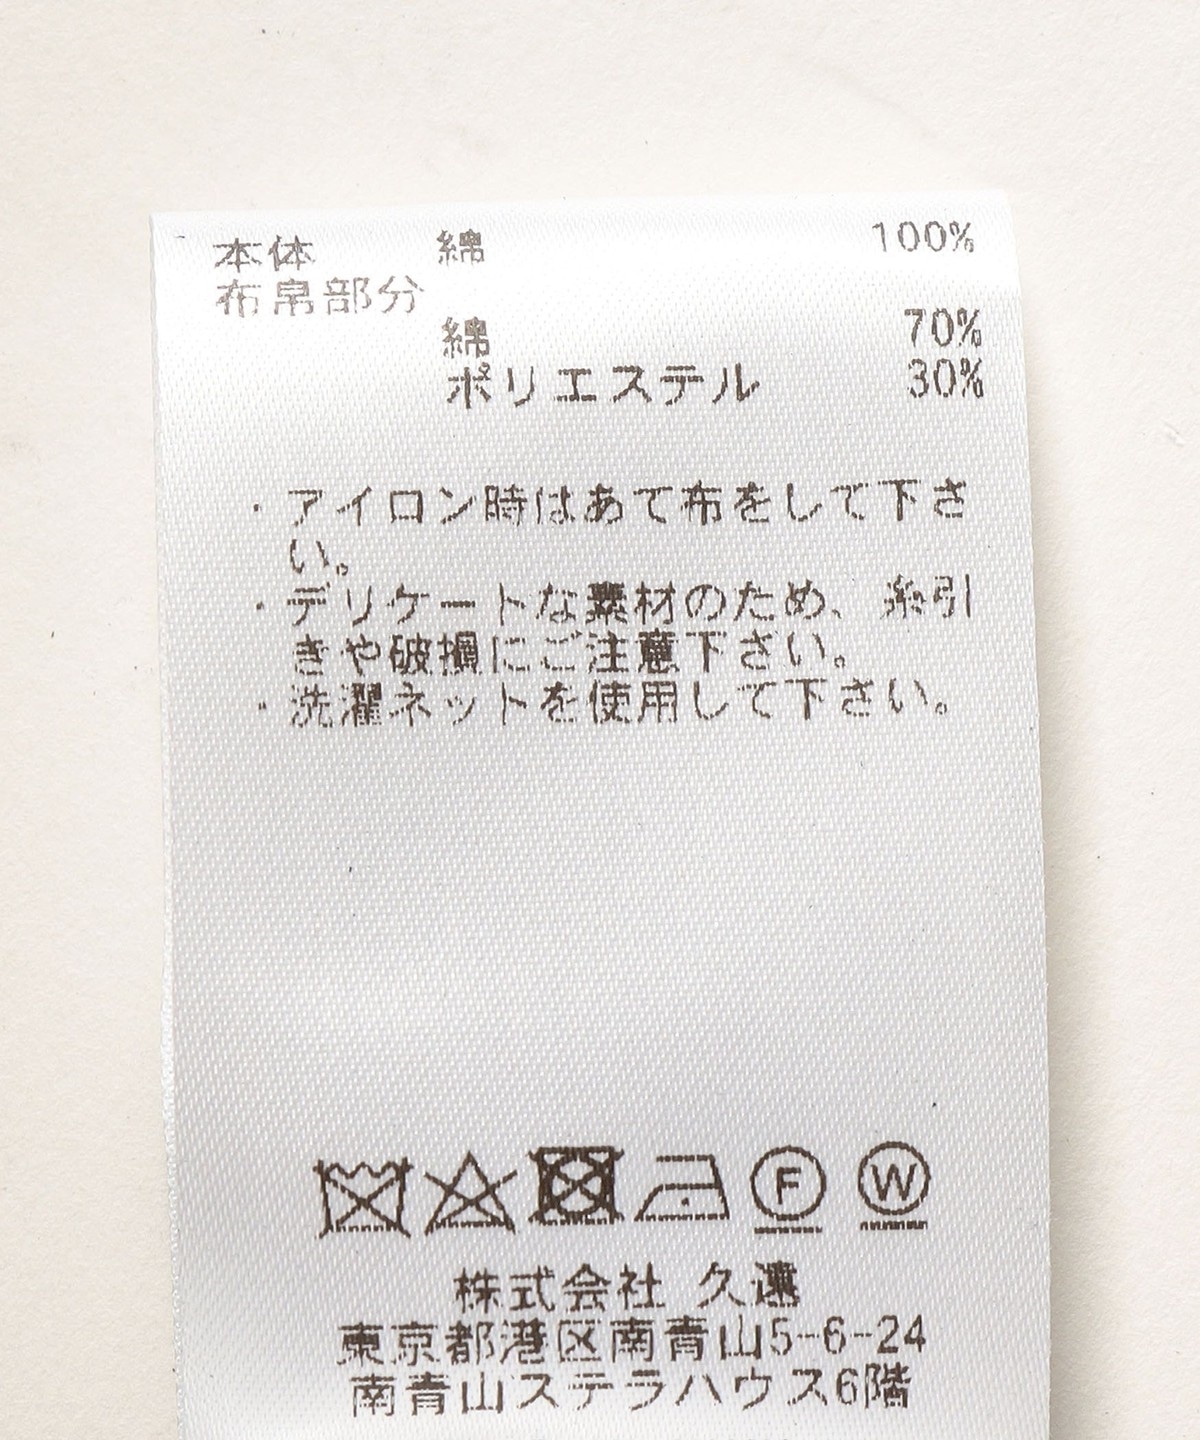 本体 綿 100%
布帛部分
綿 70%
ポリエステル 30%
・アイロン時はあて布をして下さ
い。
・デリケートな素材のため、糸引
きや破損にご注意下さい。
・洗濯ネットを使用して下さい。
F W
株式会社 久遠
東京都港区南青山5-6-24
南青山ステラハウス6階